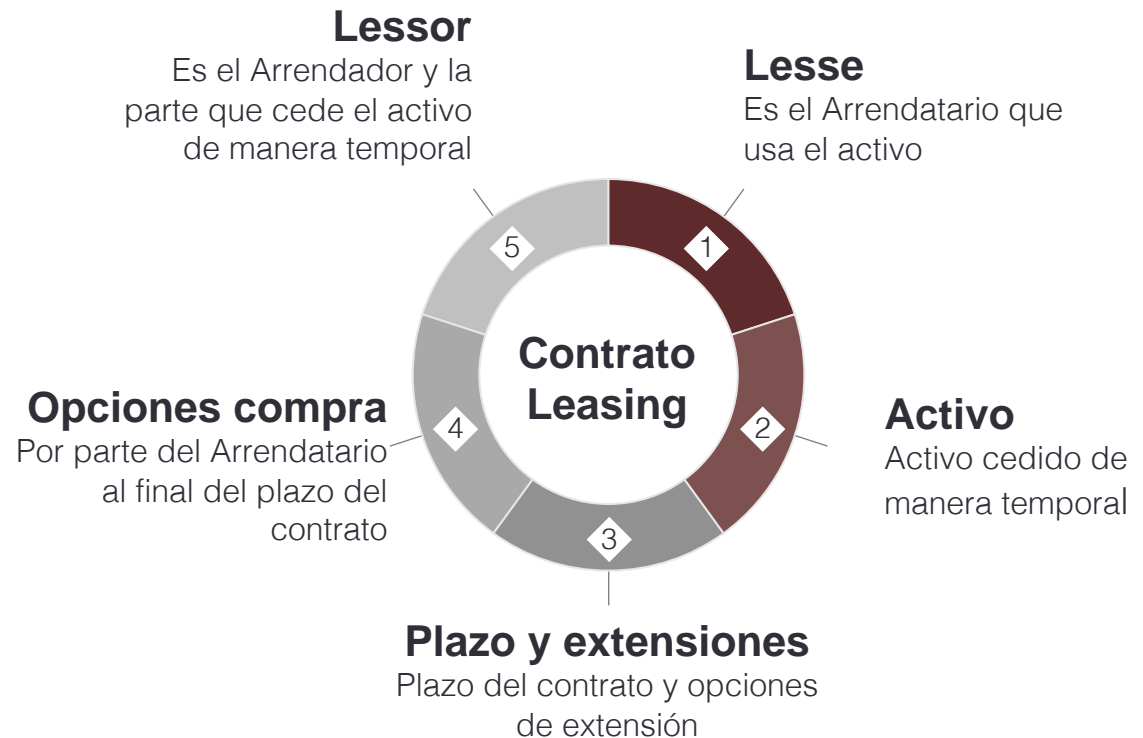 Lessor
Es el Arrendador y la
parte que cede el activo
de manera temporal
Lesse
Es el Arrendatario que
usa el activo
5
1
Contrato
Leasing
Opciones compra
Por parte del Arrendatario
al final del plazo del
contrato
4
2
Activo
Activo cedido de
manera temporal
3
Plazo y extensiones
Plazo del contrato y opciones
de extensión